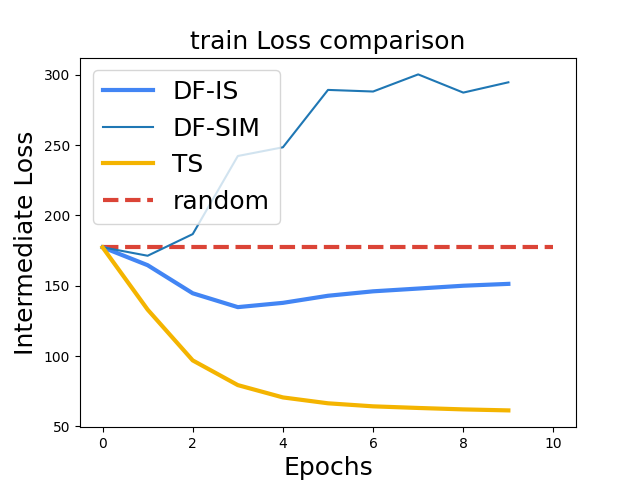 train Loss comparison
Intermediate Loss
300
250
200
150
100
50
DF-IS
DF-SIM
TS
random
0
2
4
6
8
10
Epochs